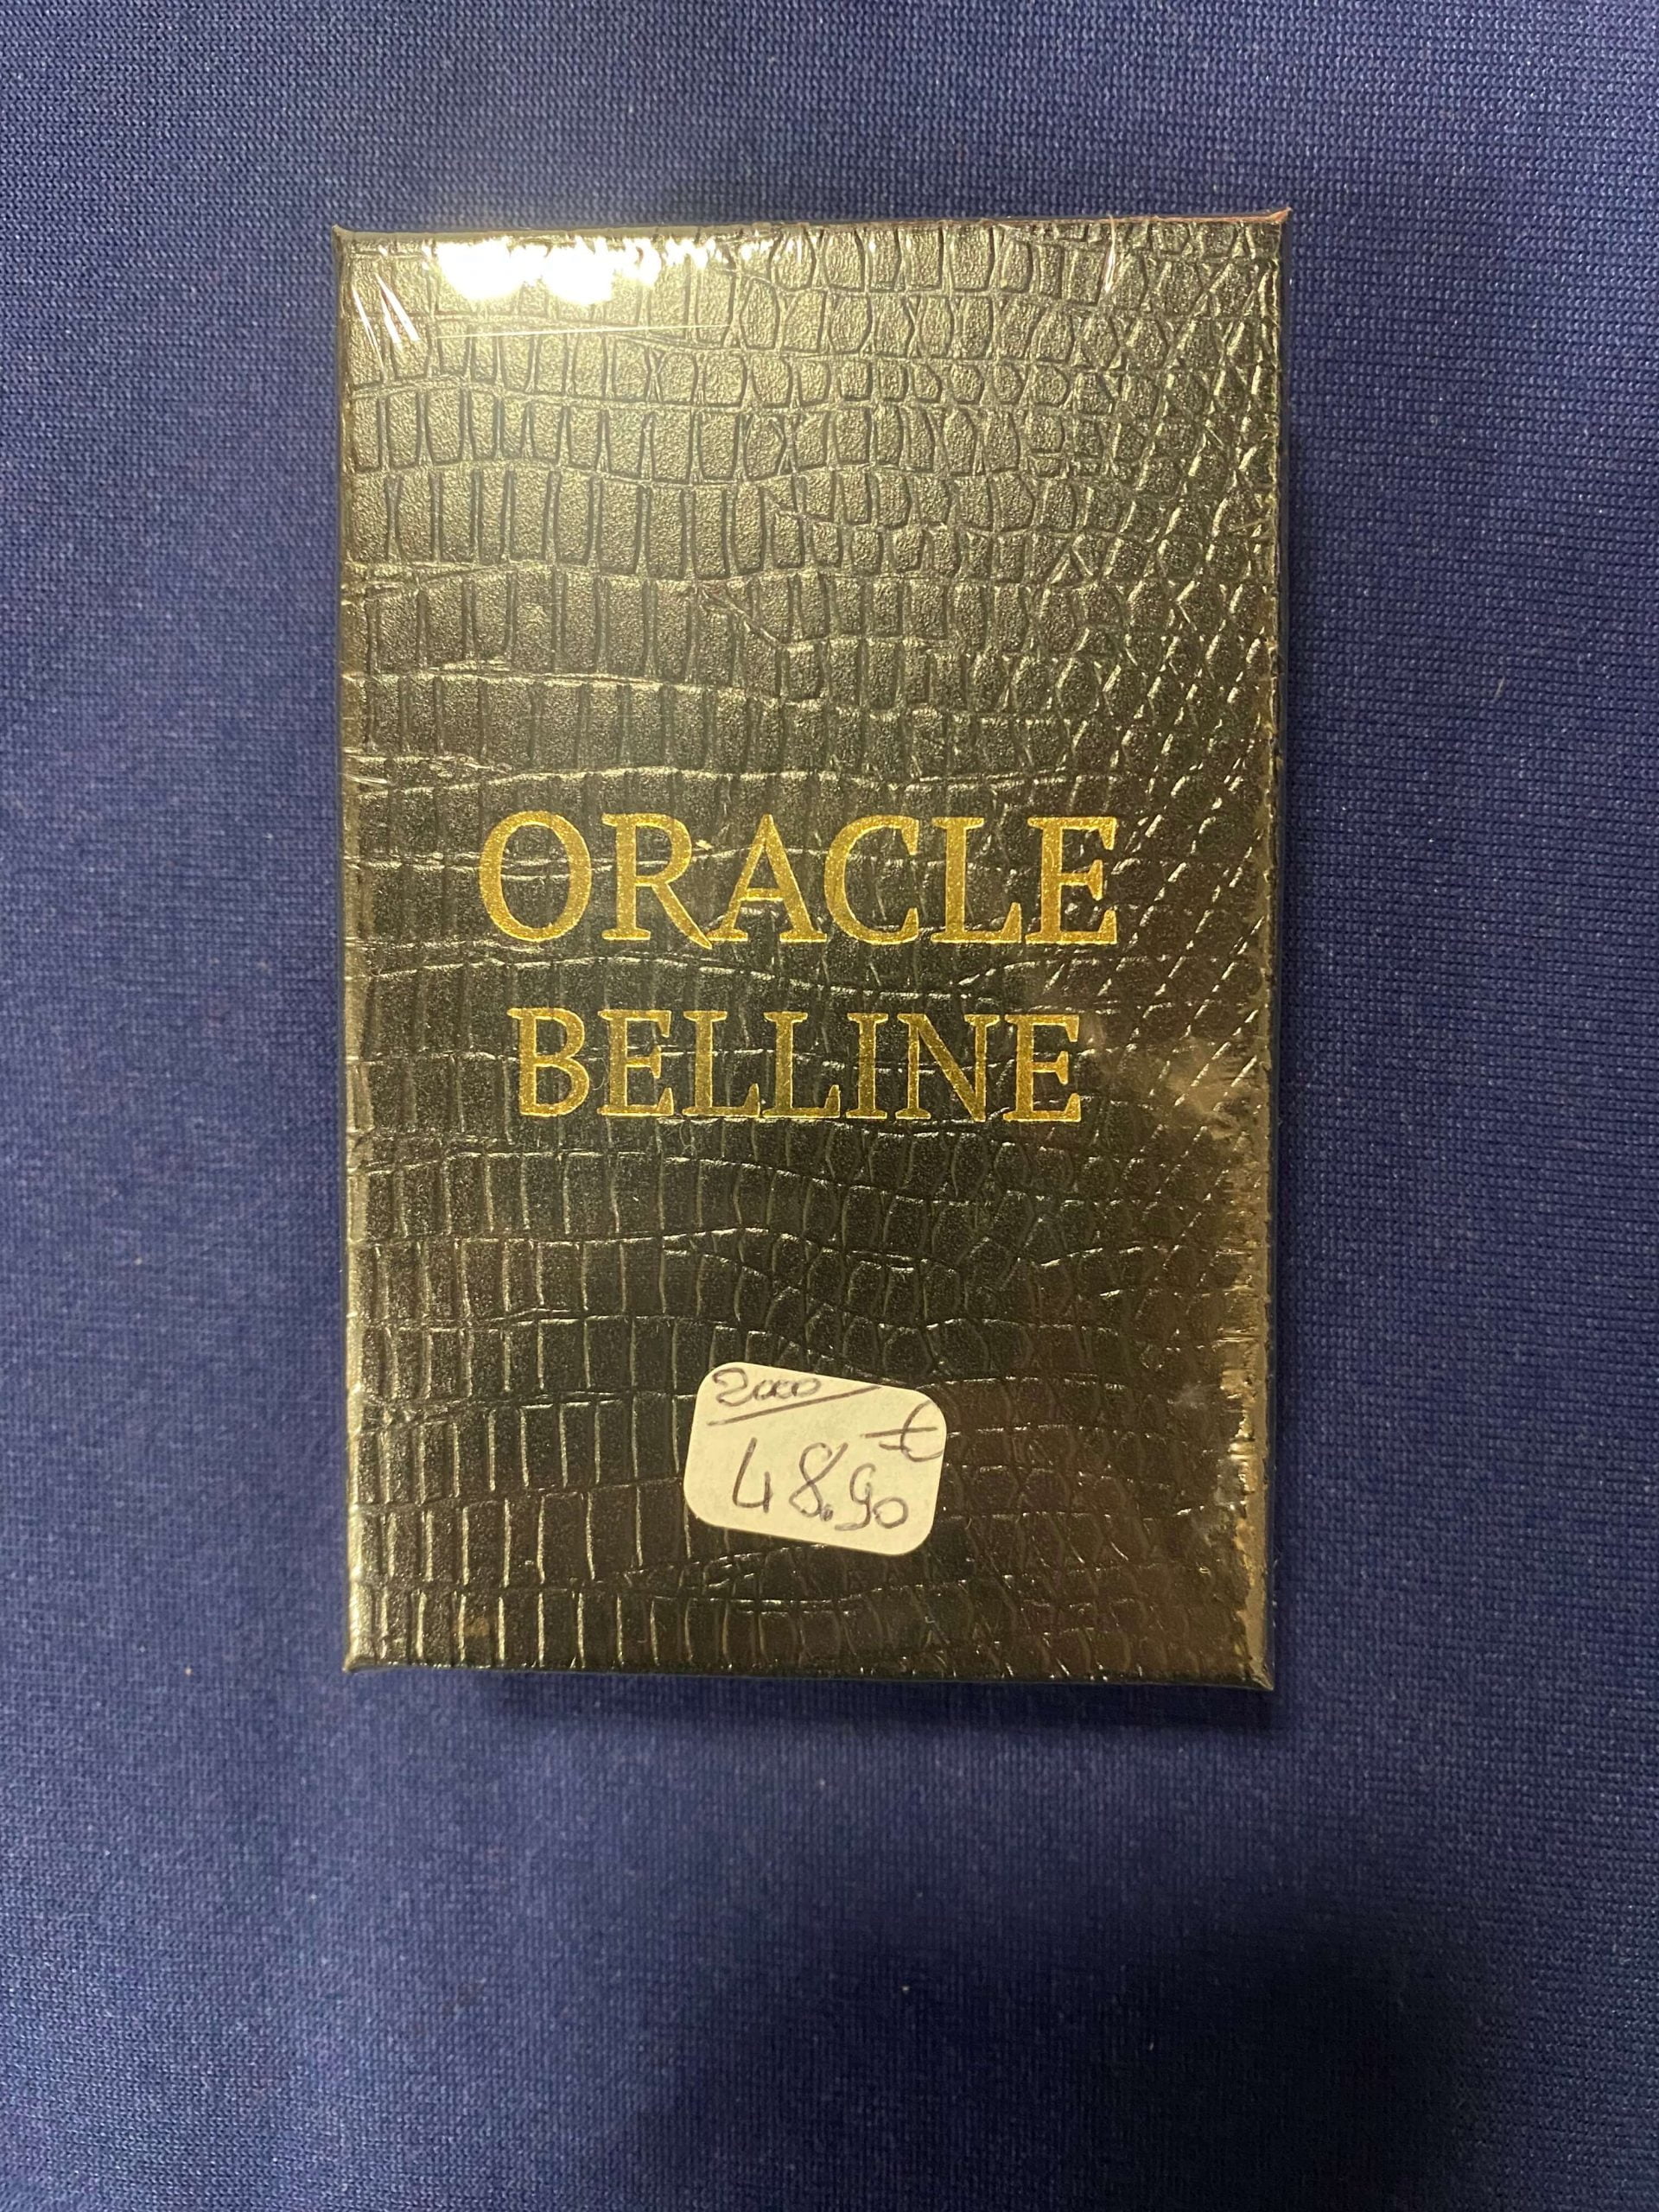 ORACLE
BELLINE
2000
€
48.90